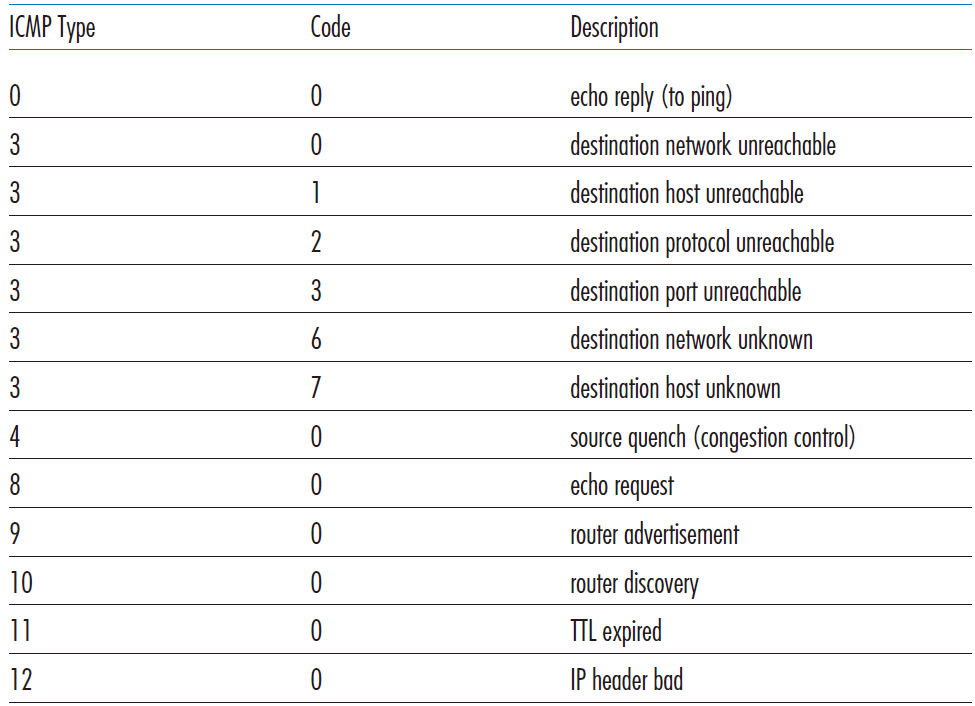 ICMP Type Code Description
0 0 echo reply (to ping)
3 0 destination network unreachable
3 1 destination host unreachable
3 2 destination protocol unreachable
3 3 destination port unreachable
3 6 destination network unknown
3 7 destination host unknown
4 0 source quench (congestion control)
8 0 echo request
9 0 router advertisement
10 0 router discovery
11 0 TTL expired
12 0 IP header bad